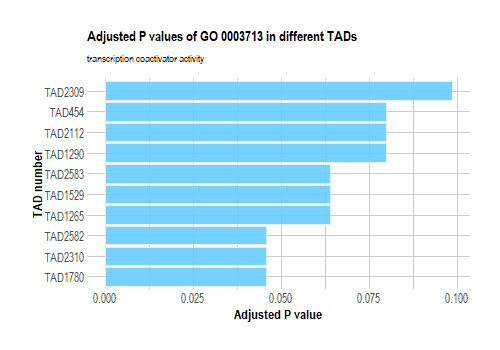 Adjusted P values of GO 0003713 in different TADs
transcription coactivator activity
TAD number
TAD2309
TAD454
TAD2112
TAD1290
TAD2583
TAD1529
TAD1265
TAD2582
TAD2310
TAD1780
0.000 0.025 0.050 0.075 0.100
Adjusted P value